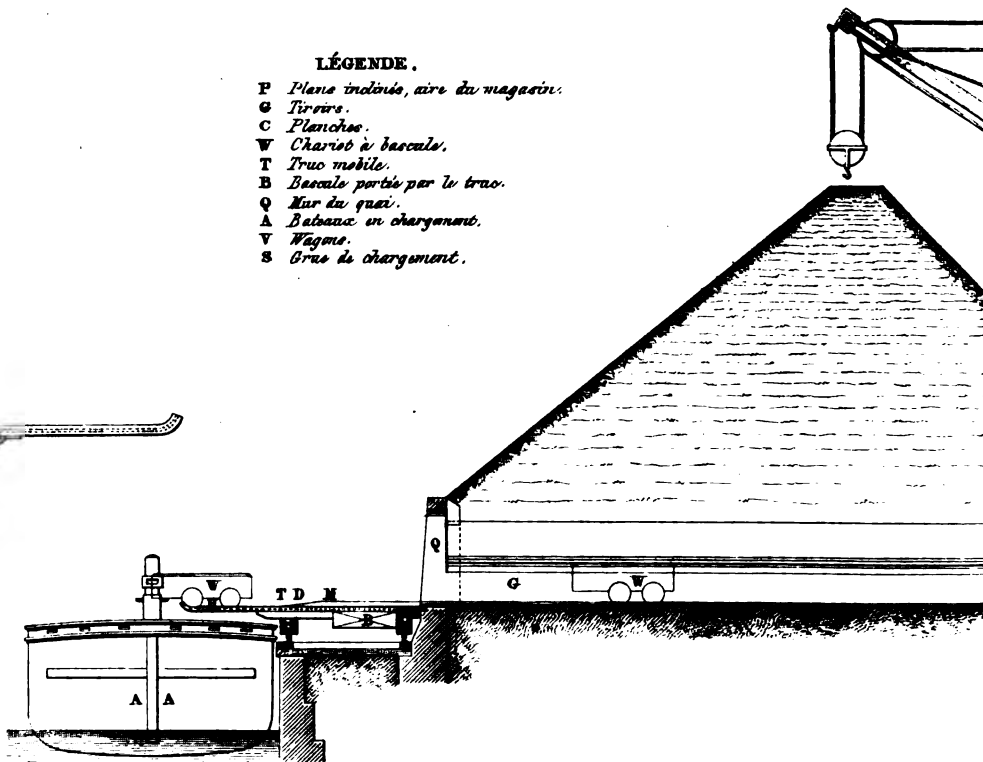 LÉGENDE.
P Plans inclinés, aire du magasin.
G Tiroirs.
C Planches.
W Chariot à bascule.
T Truc mobile.
B Bascule portée par le truc.
Q Mur du quai.
A Bateaux en chargement.
V Wagons.
S Grue de chargement.
Q
W
T D M
G
W
B
A A